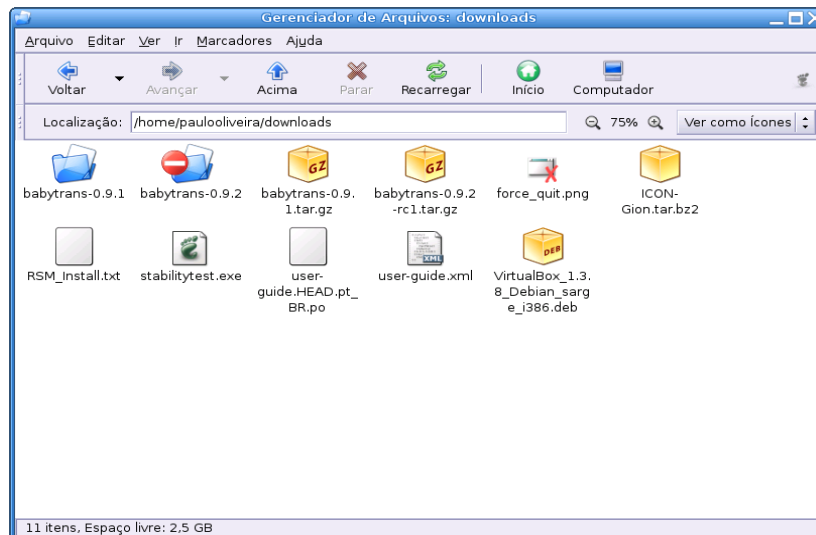 Gerenciador de Arquivos: downloads
Arquivo Editar Ver Ir Marcadores Ajuda
Voltar Avançar Acima Parar Recarregar Início Computador
Localização: /home/paulooliveira/downloads 75% Ver como Ícones
babytrans-0.9.1
babytrans-0.9.2
babytrans-0.9.
1.tar.gz
babytrans-0.9.2
-rc1.tar.gz
force_quit.png
ICON-
Gion.tar.bz2
GZ
GZ
RSM_Install.txt
stabilitytest.exe
user-
guide.HEAD.pt_
BR.po
XML
user-guide.xml
DEB
VirtualBox_1.3.
8_Debian_sarg
e_i386.deb
11 itens, Espaço livre: 2,5 GB